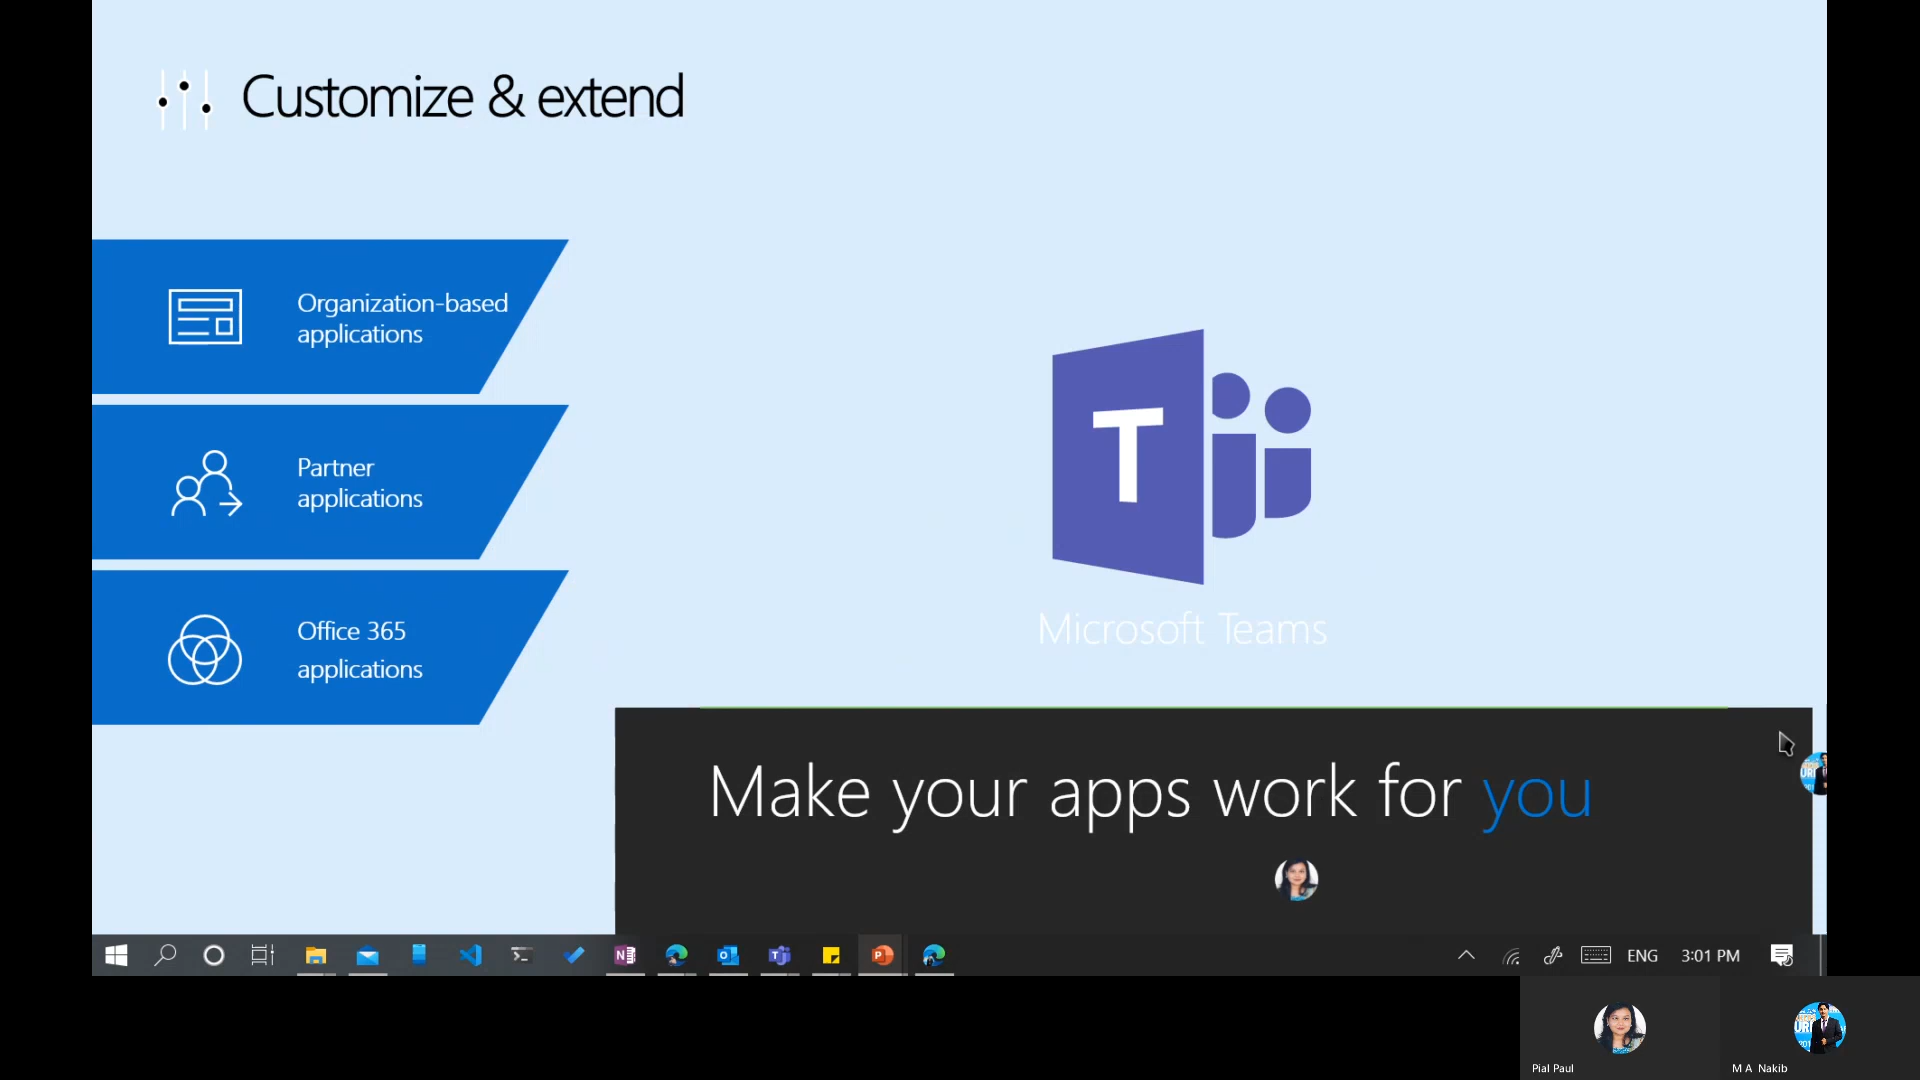 Customize & extend
Organization-based
applications
Partner
applications
Office 365
applications
T
Microsoft Teams
Make your apps work for you
ENG
3:01 PM
Pial Paul
M A Nakib